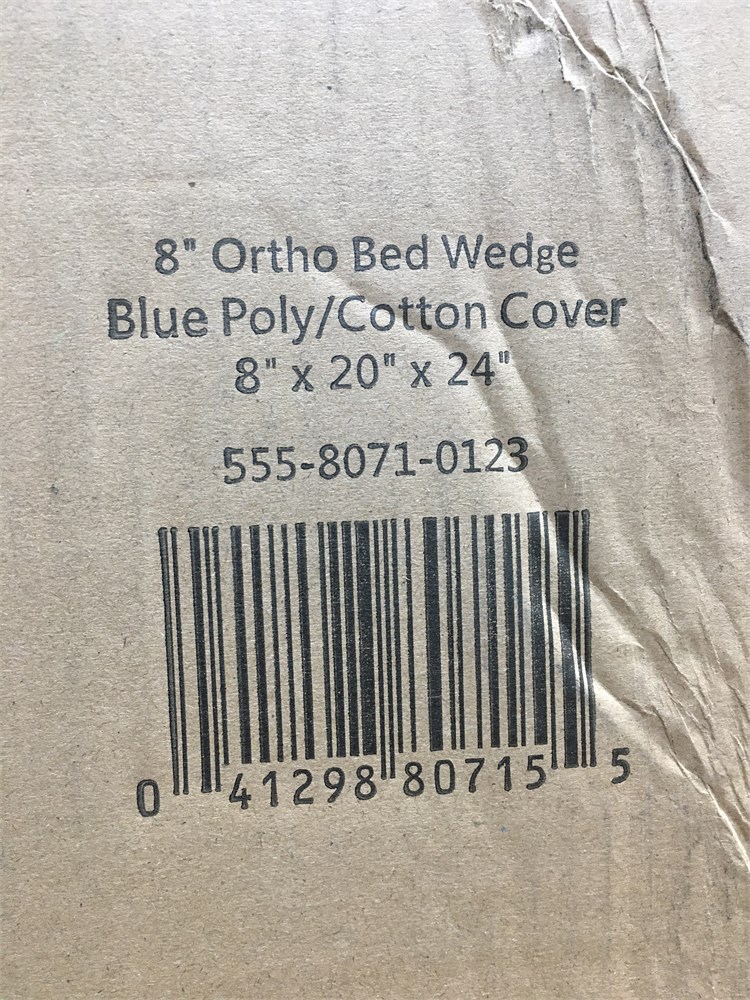 8" Ortho Bed Wedge
Blue Poly/Cotton Cover
8" x 20" x 24"
555-8071-0123
0 41298 80715 5